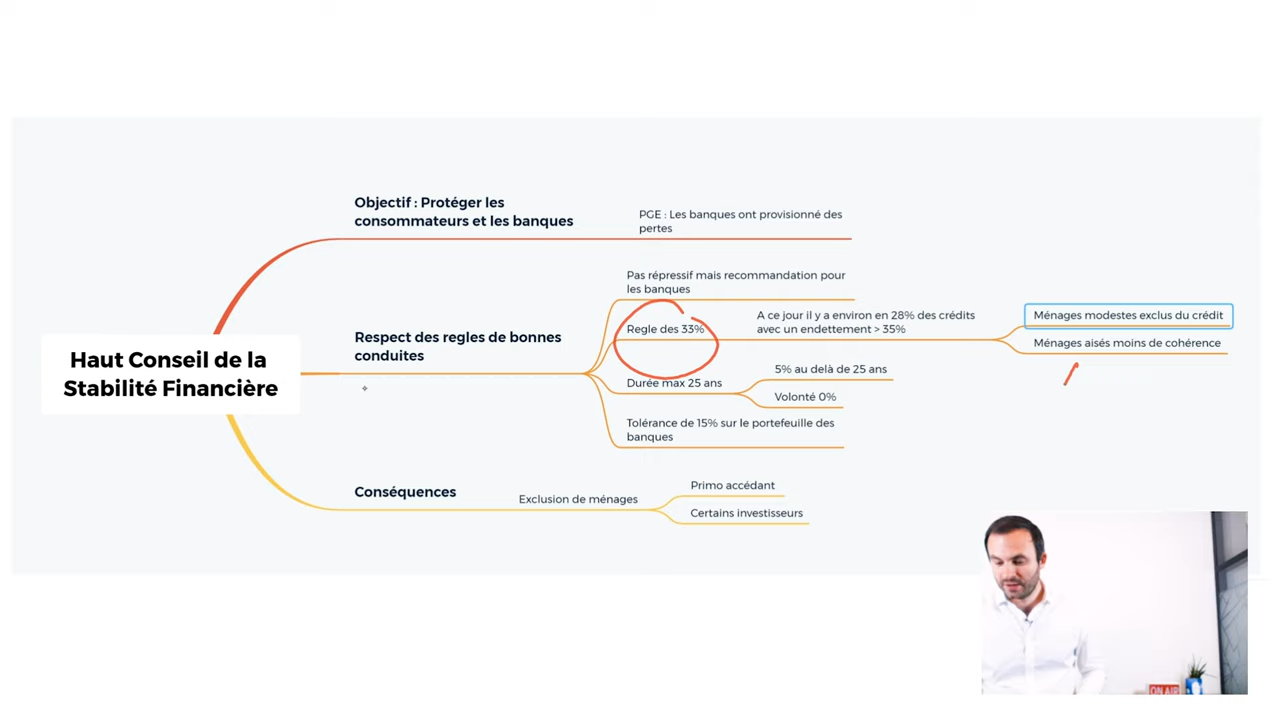 Objectif : Protéger les
consommateurs et les banques
PGE : Les banques ont provisionné des
pertes
Pas répressif mais recommandation pour
les banques
Regle des 33%
A ce jour il y a environ en 28% des crédits
avec un endettement > 35%
Ménages modestes exclus du crédit
Ménages aisés moins de cohérence
Respect des regles de bonnes
conduites
Haut Conseil de la
Stabilité Financière
Durée max 25 ans
5% au delà de 25 ans
Volonté 0%
Tolérance de 15% sur le portefeuille des
banques
Conséquences
Exclusion de ménages
Primo accédant
Certains investisseurs
ON AIR